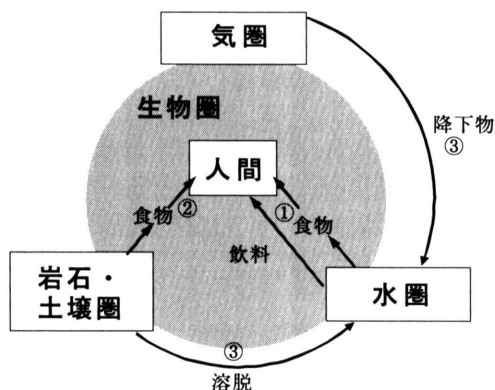 気圏
降下物
③
生物圏
人間
食物②
①食物
飲料
岩石・
土壌圏
水圏
③
溶脱